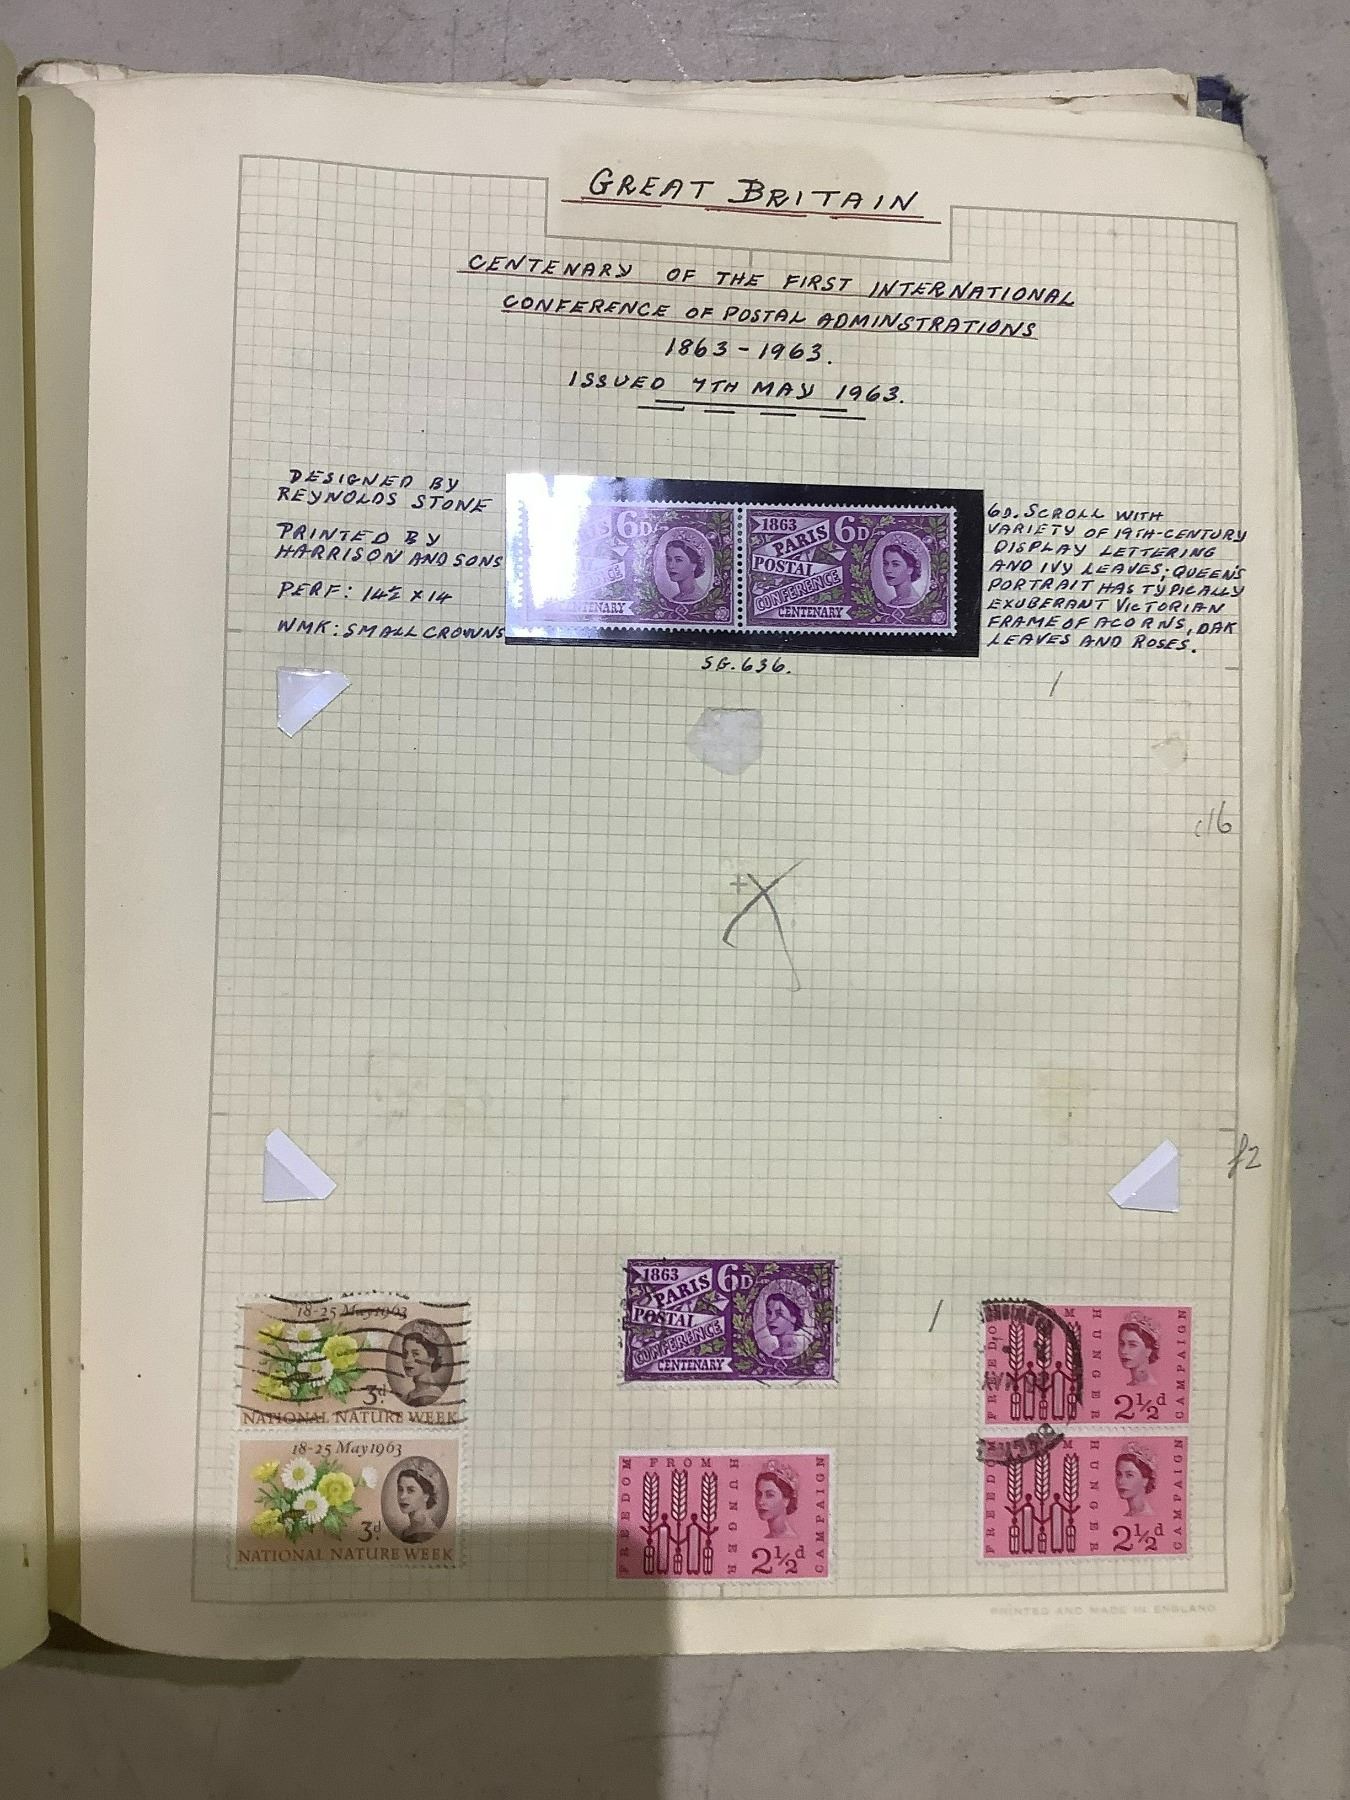 GREAT BRITAIN
CENTENARY OF THE FIRST INTERNATIONAL
CONFERENCE OF POSTAL ADMINSTRATIONS
1863-1963.
ISSUED 7TH MAY 1963.
DESIGNED BY
REYNOLDS STONE
PRINTED BY
HARRISON AND SONS
PERF: 14½ X 14
WMK: SMALL CROWNS
6D
CENTENARY
1863
PARIS
6D
POSTAL
CONFERENCE
CENTENARY
6D. SCROLL WITH
VARIETY OF 19TH-CENTURY
DISPLAY LETTERING
AND IVY LEAVES; QUEEN'S
PORTRAIT HAS TYPICALLY
EXUBERANT VICTORIAN
FRAME OF ACORNS, OAK
LEAVES AND ROSES.
SG. 636.
£2
18-25 May 1963
3d
NATIONAL NATURE WEEK
18-25 May 1963
3d
NATIONAL NATURE WEEK
1863
PARIS
6D
POSTAL
CONFERENCE
CENTENARY
FREEDOM FROM HUNGER CAMPAIGN
2½d
FREEDOM FROM HUNGER CAMPAIGN
2½d
FREEDOM FROM HUNGER CAMPAIGN
2½d
PRINTED AND MADE IN ENGLAND